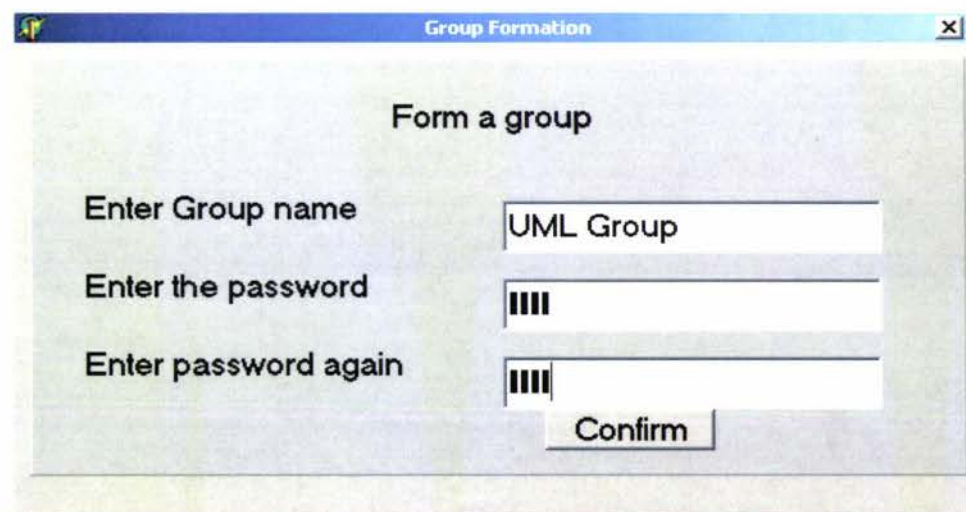 Group Formation
Form a group
Enter Group name
UML Group
Enter the password
Enter password again
Confirm